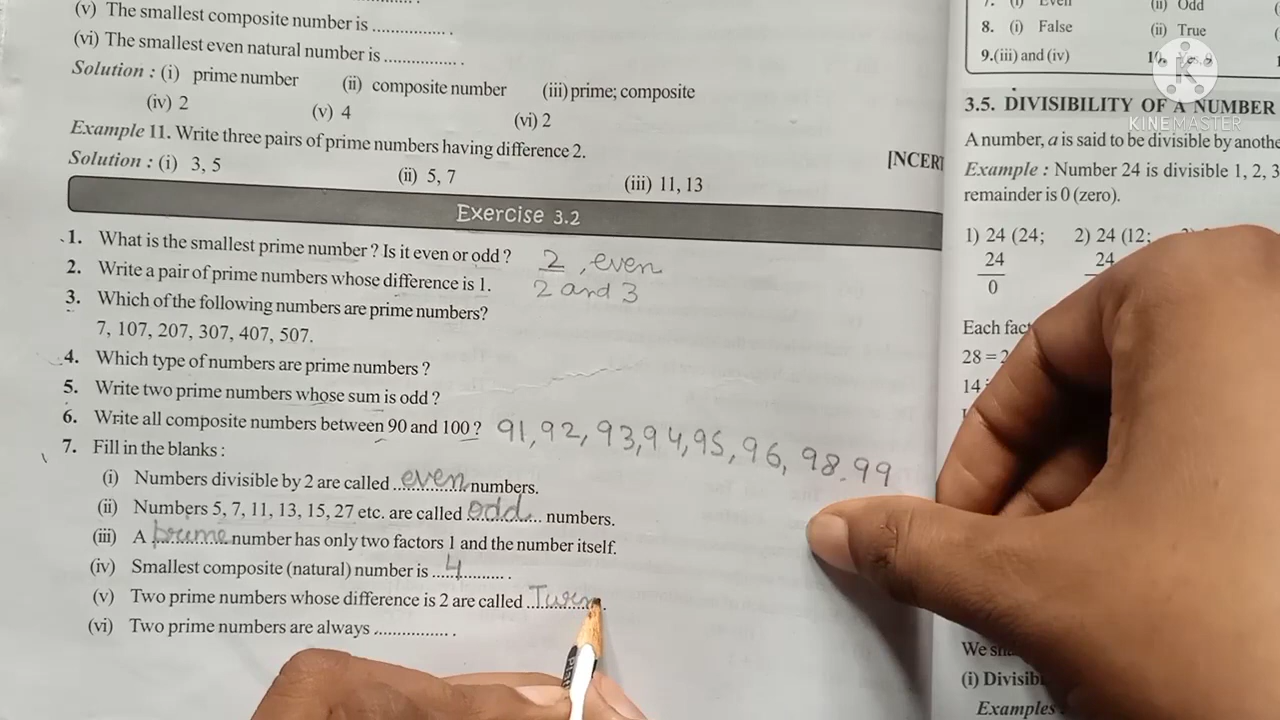 (v) The smallest composite number is ................ .
(vi) The smallest even natural number is ................ .
Solution : (i) prime number (ii) composite number (iii) prime; composite
(iv) 2 (v) 4 (vi) 2
Example 11. Write three pairs of prime numbers having difference 2.
[NCERT
Solution : (i) 3, 5 (ii) 5, 7 (iii) 11, 13
Exercise 3.2
1. What is the smallest prime number ? Is it even or odd ? 2, even
2. Write a pair of prime numbers whose difference is 1. 2 and 3
3. Which of the following numbers are prime numbers?
7, 107, 207, 307, 407, 507.
4. Which type of numbers are prime numbers ?
5. Write two prime numbers whose sum is odd ?
6. Write all composite numbers between 90 and 100 ? 91, 92, 93, 94, 95, 96, 98. 99
7. Fill in the blanks :
(i) Numbers divisible by 2 are called even numbers.
(ii) Numbers 5, 7, 11, 13, 15, 27 etc. are called odd numbers.
(iii) A prime number has only two factors 1 and the number itself.
(iv) Smallest composite (natural) number is 4 .
(v) Two prime numbers whose difference is 2 are called
(vi) Two prime numbers are always ................ .
7. (i) Even (ii) Odd
8. (i) False (ii) True
9. (iii) and (iv) 10.
K
KINEMASTER
3.5. DIVISIBILITY OF A NUMBER
A number, a is said to be divisible by anothe
Example : Number 24 is divisible 1, 2, 3
remainder is 0 (zero).
1) 24 (24; 2) 24 (12;
24 24
0
Each
28 =
14
We
(i)
Examples